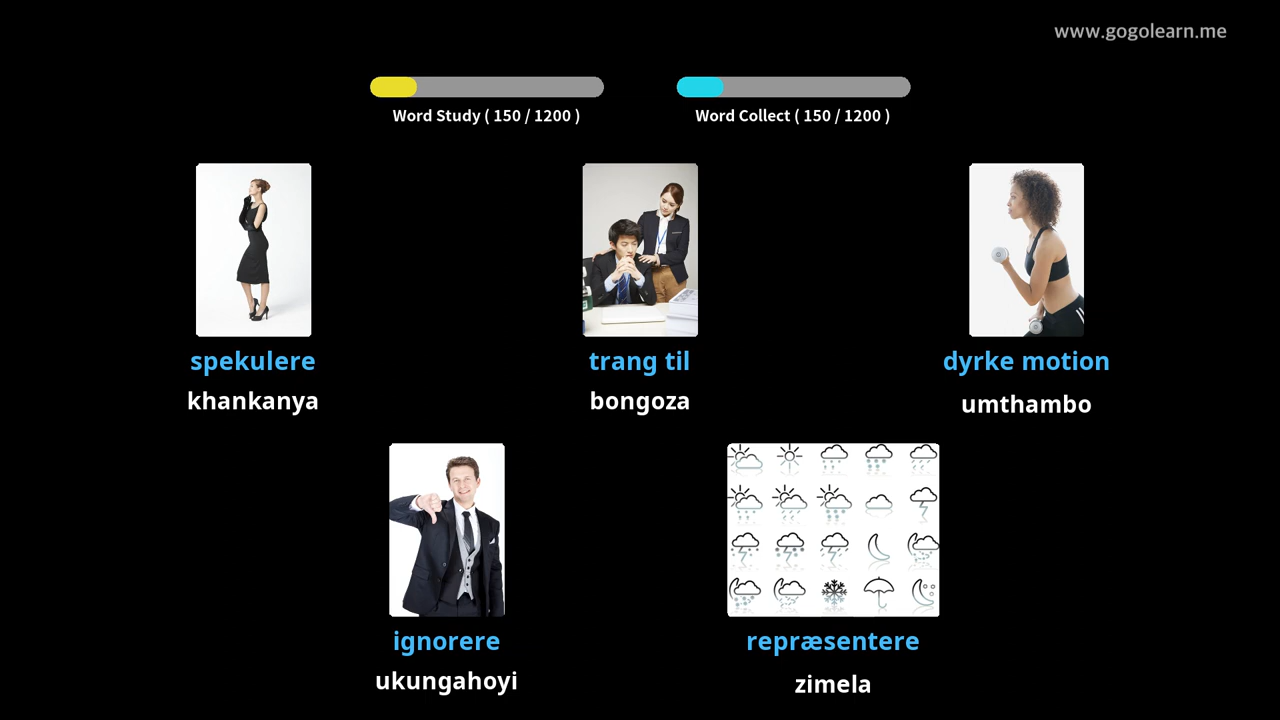 www.gogolearn.me
Word Study ( 150 / 1200 )
Word Collect ( 150 / 1200 )
spekulere
khankanya
trang til
bongoza
dyrke motion
umthambo
ignorere
ukungahoyi
repræsentere
zimela